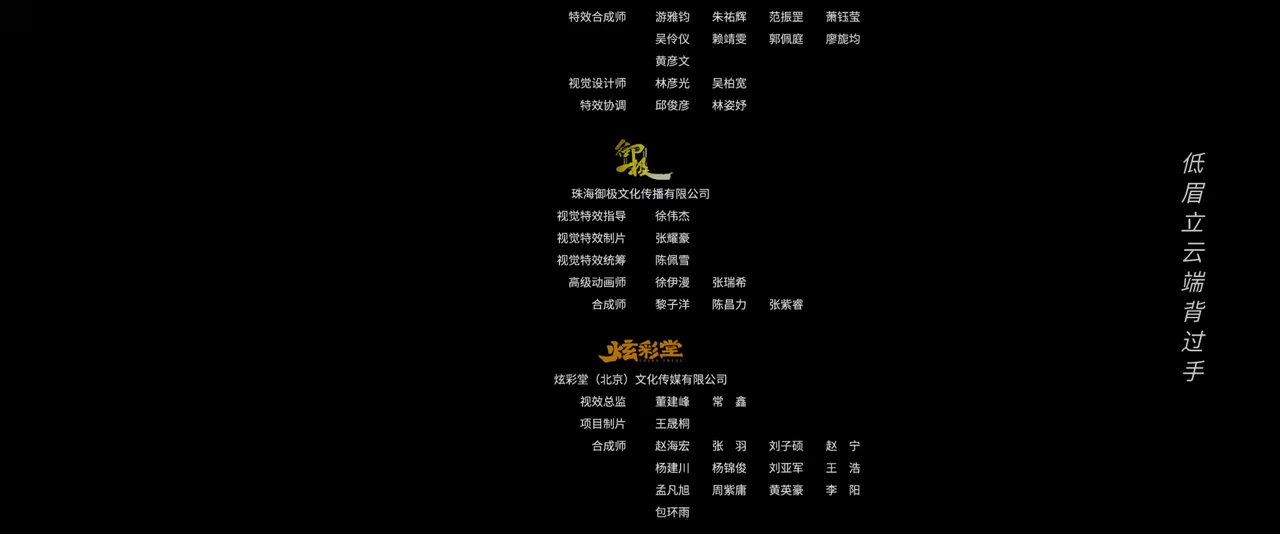 特效合成师 游雅钧 朱祐辉 范振罡 萧钰莹
吴伶仪 赖靖雯 郭佩庭 廖旎均
黄彦文
视觉设计师 林彦光 吴柏宽
特效协调 邱俊彦 林姿妤
御极
珠海御极文化传播有限公司
视觉特效指导 徐伟杰
视觉特效制片 张耀豪
视觉特效统筹 陈佩雪
高级动画师 徐伊漫 张瑞希
合成师 黎子洋 陈昌力 张紫睿
炫彩堂
炫彩堂（北京）文化传媒有限公司
视效总监 董建峰 常 鑫
项目制片 王晟桐
合成师 赵海宏 张 羽 刘子硕 赵 宁
杨建川 杨锦俊 刘亚军 王 浩
孟凡旭 周紫庸 黄英豪 李 阳
包环雨
低眉立云端背过手